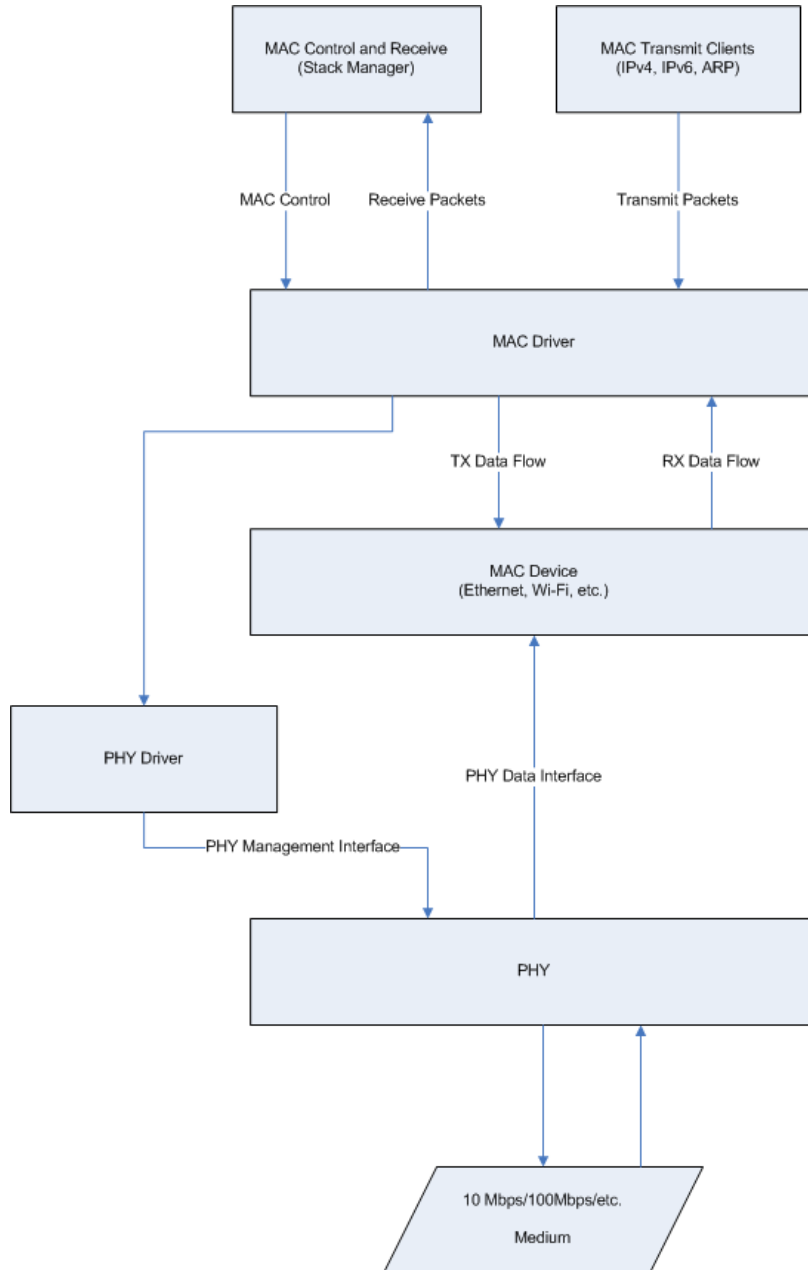 MAC Control and Receive
(Stack Manager)
MAC Transmit Clients
(IPv4, IPv6, ARP)
MAC Control
Receive Packets
Transmit Packets
MAC Driver
TX Data Flow
RX Data Flow
MAC Device
(Ethernet, Wi-Fi, etc.)
PHY Driver
PHY Data Interface
PHY Management Interface
PHY
10 Mbps/100Mbps/etc.
Medium